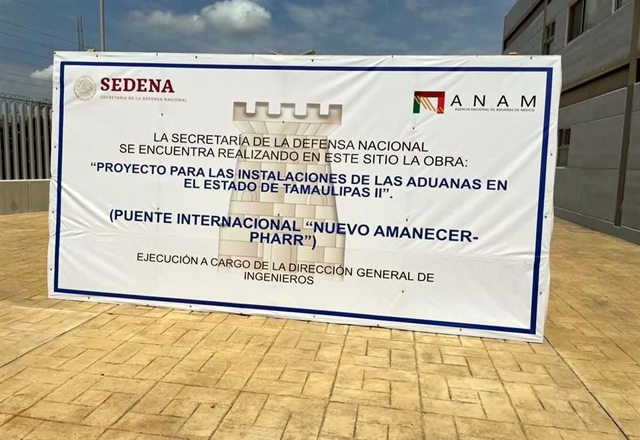 SEDENA
SECRETARÍA DE LA DEFENSA NACIONAL
ANAM
AGENCIA NACIONAL DE ADUANAS DE MÉXICO
LA SECRETARÍA DE LA DEFENSA NACIONAL
SE ENCUENTRA REALIZANDO EN ESTE SITIO LA OBRA:
“PROYECTO PARA LAS INSTALACIONES DE LAS ADUANAS EN
EL ESTADO DE TAMAULIPAS II”.
(PUENTE INTERNACIONAL “NUEVO AMANECER-
PHARR”)
EJECUCIÓN A CARGO DE LA DIRECCIÓN GENERAL DE
INGENIEROS